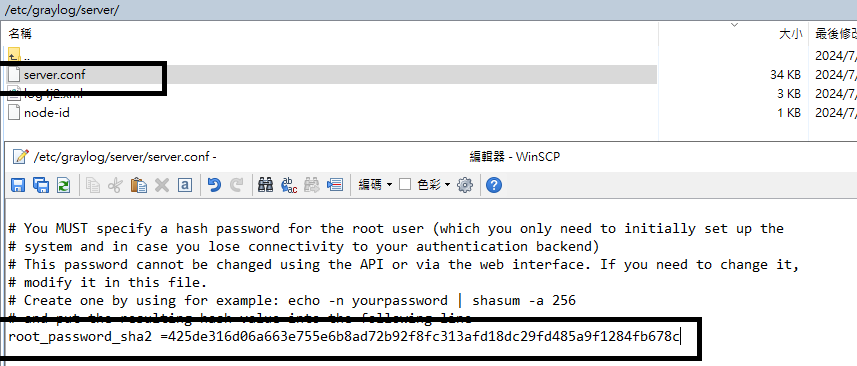 /etc/graylog/server/
名稱 大小 最後修改
.. 2024/7/
server.conf 34 KB 2024/7/
log4j2.xml 3 KB 2024/7/
node-id 1 KB 2024/7/
/etc/graylog/server/server.conf - 編輯器 - WinSCP
編碼 色彩
# You MUST specify a hash password for the root user (which you only need to initially set up the
# system and in case you lose connectivity to your authentication backend)
# This password cannot be changed using the API or via the web interface. If you need to change it,
# modify it in this file.
# Create one by using for example: echo -n yourpassword | shasum -a 256
# and put the resulting hash value into the following line
root_password_sha2 =425de316d06a663e755e6b8ad72b92f8fc313afd18dc29fd485a9f1284fb678c